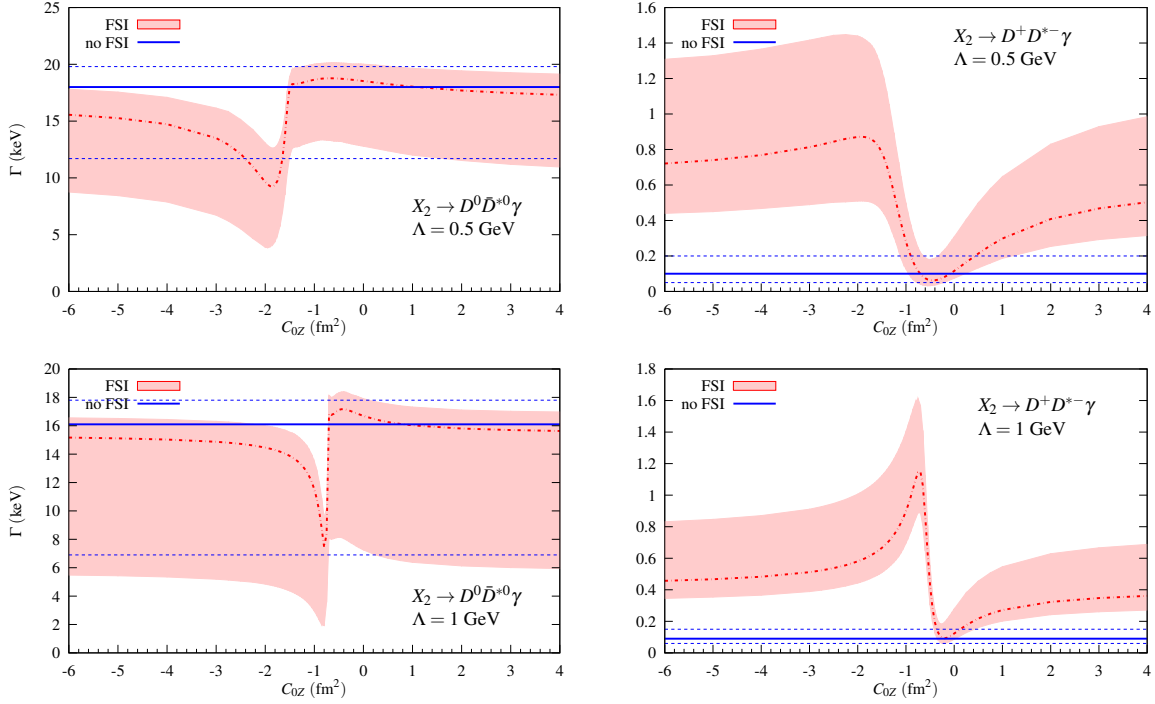 25
20
15
10
5
0
Γ (keV)
FSI
no FSI
X₂ → D⁰D̄*⁰γ
Λ = 0.5 GeV
-6 -5 -4 -3 -2 -1 0 1 2 3 4
C₀Z (fm²)
1.6
1.4
1.2
1
0.8
0.6
0.4
0.2
0
FSI
no FSI
X₂ → D⁺D*⁻γ
Λ = 0.5 GeV
-6 -5 -4 -3 -2 -1 0 1 2 3 4
C₀Z (fm²)
20
18
16
14
12
10
8
6
4
2
0
Γ (keV)
FSI
no FSI
X₂ → D⁰D̄*⁰γ
Λ = 1 GeV
-6 -5 -4 -3 -2 -1 0 1 2 3 4
C₀Z (fm²)
1.8
1.6
1.4
1.2
1
0.8
0.6
0.4
0.2
0
FSI
no FSI
X₂ → D⁺D*⁻γ
Λ = 1 GeV
-6 -5 -4 -3 -2 -1 0 1 2 3 4
C₀Z (fm²)